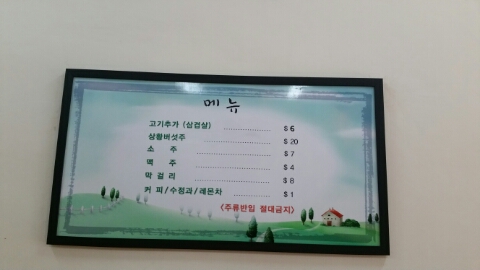 메 뉴
고기추가 (삼겹살) .................... $ 6
상황버섯주 .................... $ 20
소 주 .................... $ 7
맥 주 .................... $ 4
막 걸 리 .................... $ 8
커 피/수정과/레몬차 ............... $ 1
〈주류반입 절대금지〉